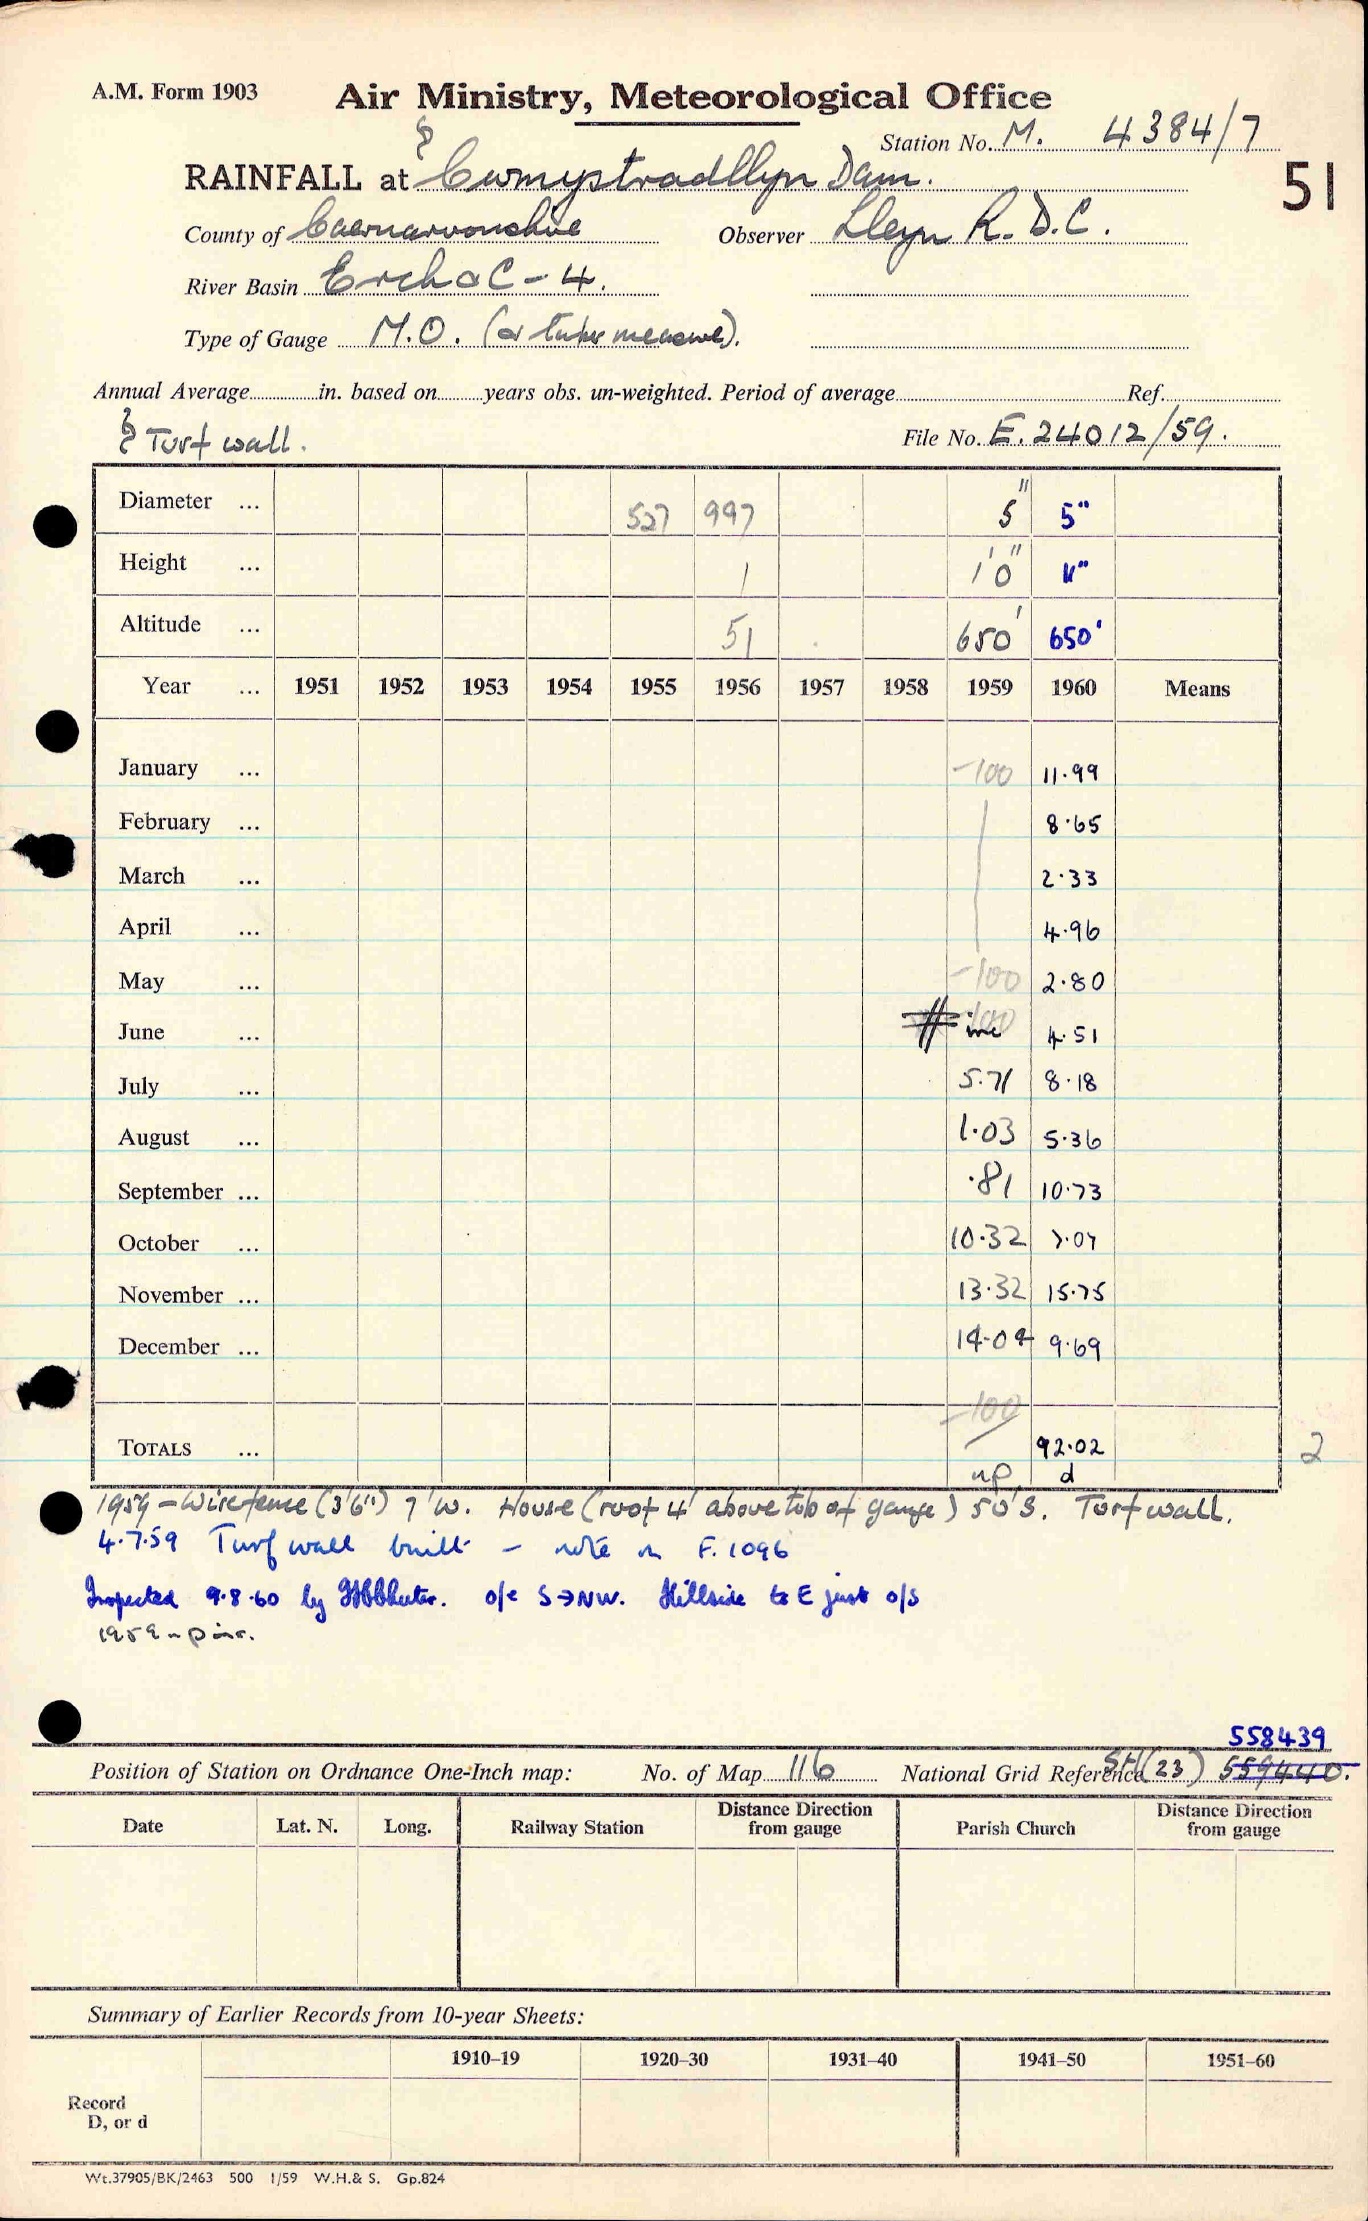 A.M. Form 1903 Air Ministry, Meteorological Office
Station No. M. 4384/7
51
RAINFALL at Cwmystradllyn Dam.
County of Caernarvonshire Observer Lleyn R.D.C.
River Basin Erch &C - 4.
Type of Gauge M.O. (& tube measure).
Annual Average in. based on years obs. un-weighted. Period of average Ref.
Turf wall. File No. E.24012/59.
Diameter ... 527 997 5" 5"
Height ... 1 1'0" 11"
Altitude ... 51 650' 650'
Year ... 1951 1952 1953 1954 1955 1956 1957 1958 1959 1960 Means
January ... -100 11.99
February ... 8.65
March ... 2.33
April ... 4.96
May ... -100 2.80
June ... -100 inc 4.51
July ... 5.71 8.18
August ... 1.03 5.36
September ... .81 10.73
October ... 10.32 7.07
November ... 13.32 15.75
December ... 14.04 9.69
-100
TOTALS ... 92.02 2
np d
1959 - Wire fence (3'6") 7'W. House (roof 4' above top of gauge) 50'S. Turf wall.
4.7.59 Turf wall built - note on F.1096
Inspected 9.8.60 by o/e S→NW. Hillside to E just o/s
1959 -
558439
Position of Station on Ordnance One-Inch map: No. of Map 116 National Grid Reference SH(23) 559440.
Date Lat. N. Long. Railway Station Distance Direction from gauge Parish Church Distance Direction from gauge
Summary of Earlier Records from 10-year Sheets:
1910–19 1920–30 1931–40 1941–50 1951–60
Record
D, or d
Wt.37905/BK/2463 500 1/59 W.H.& S. Gp.824